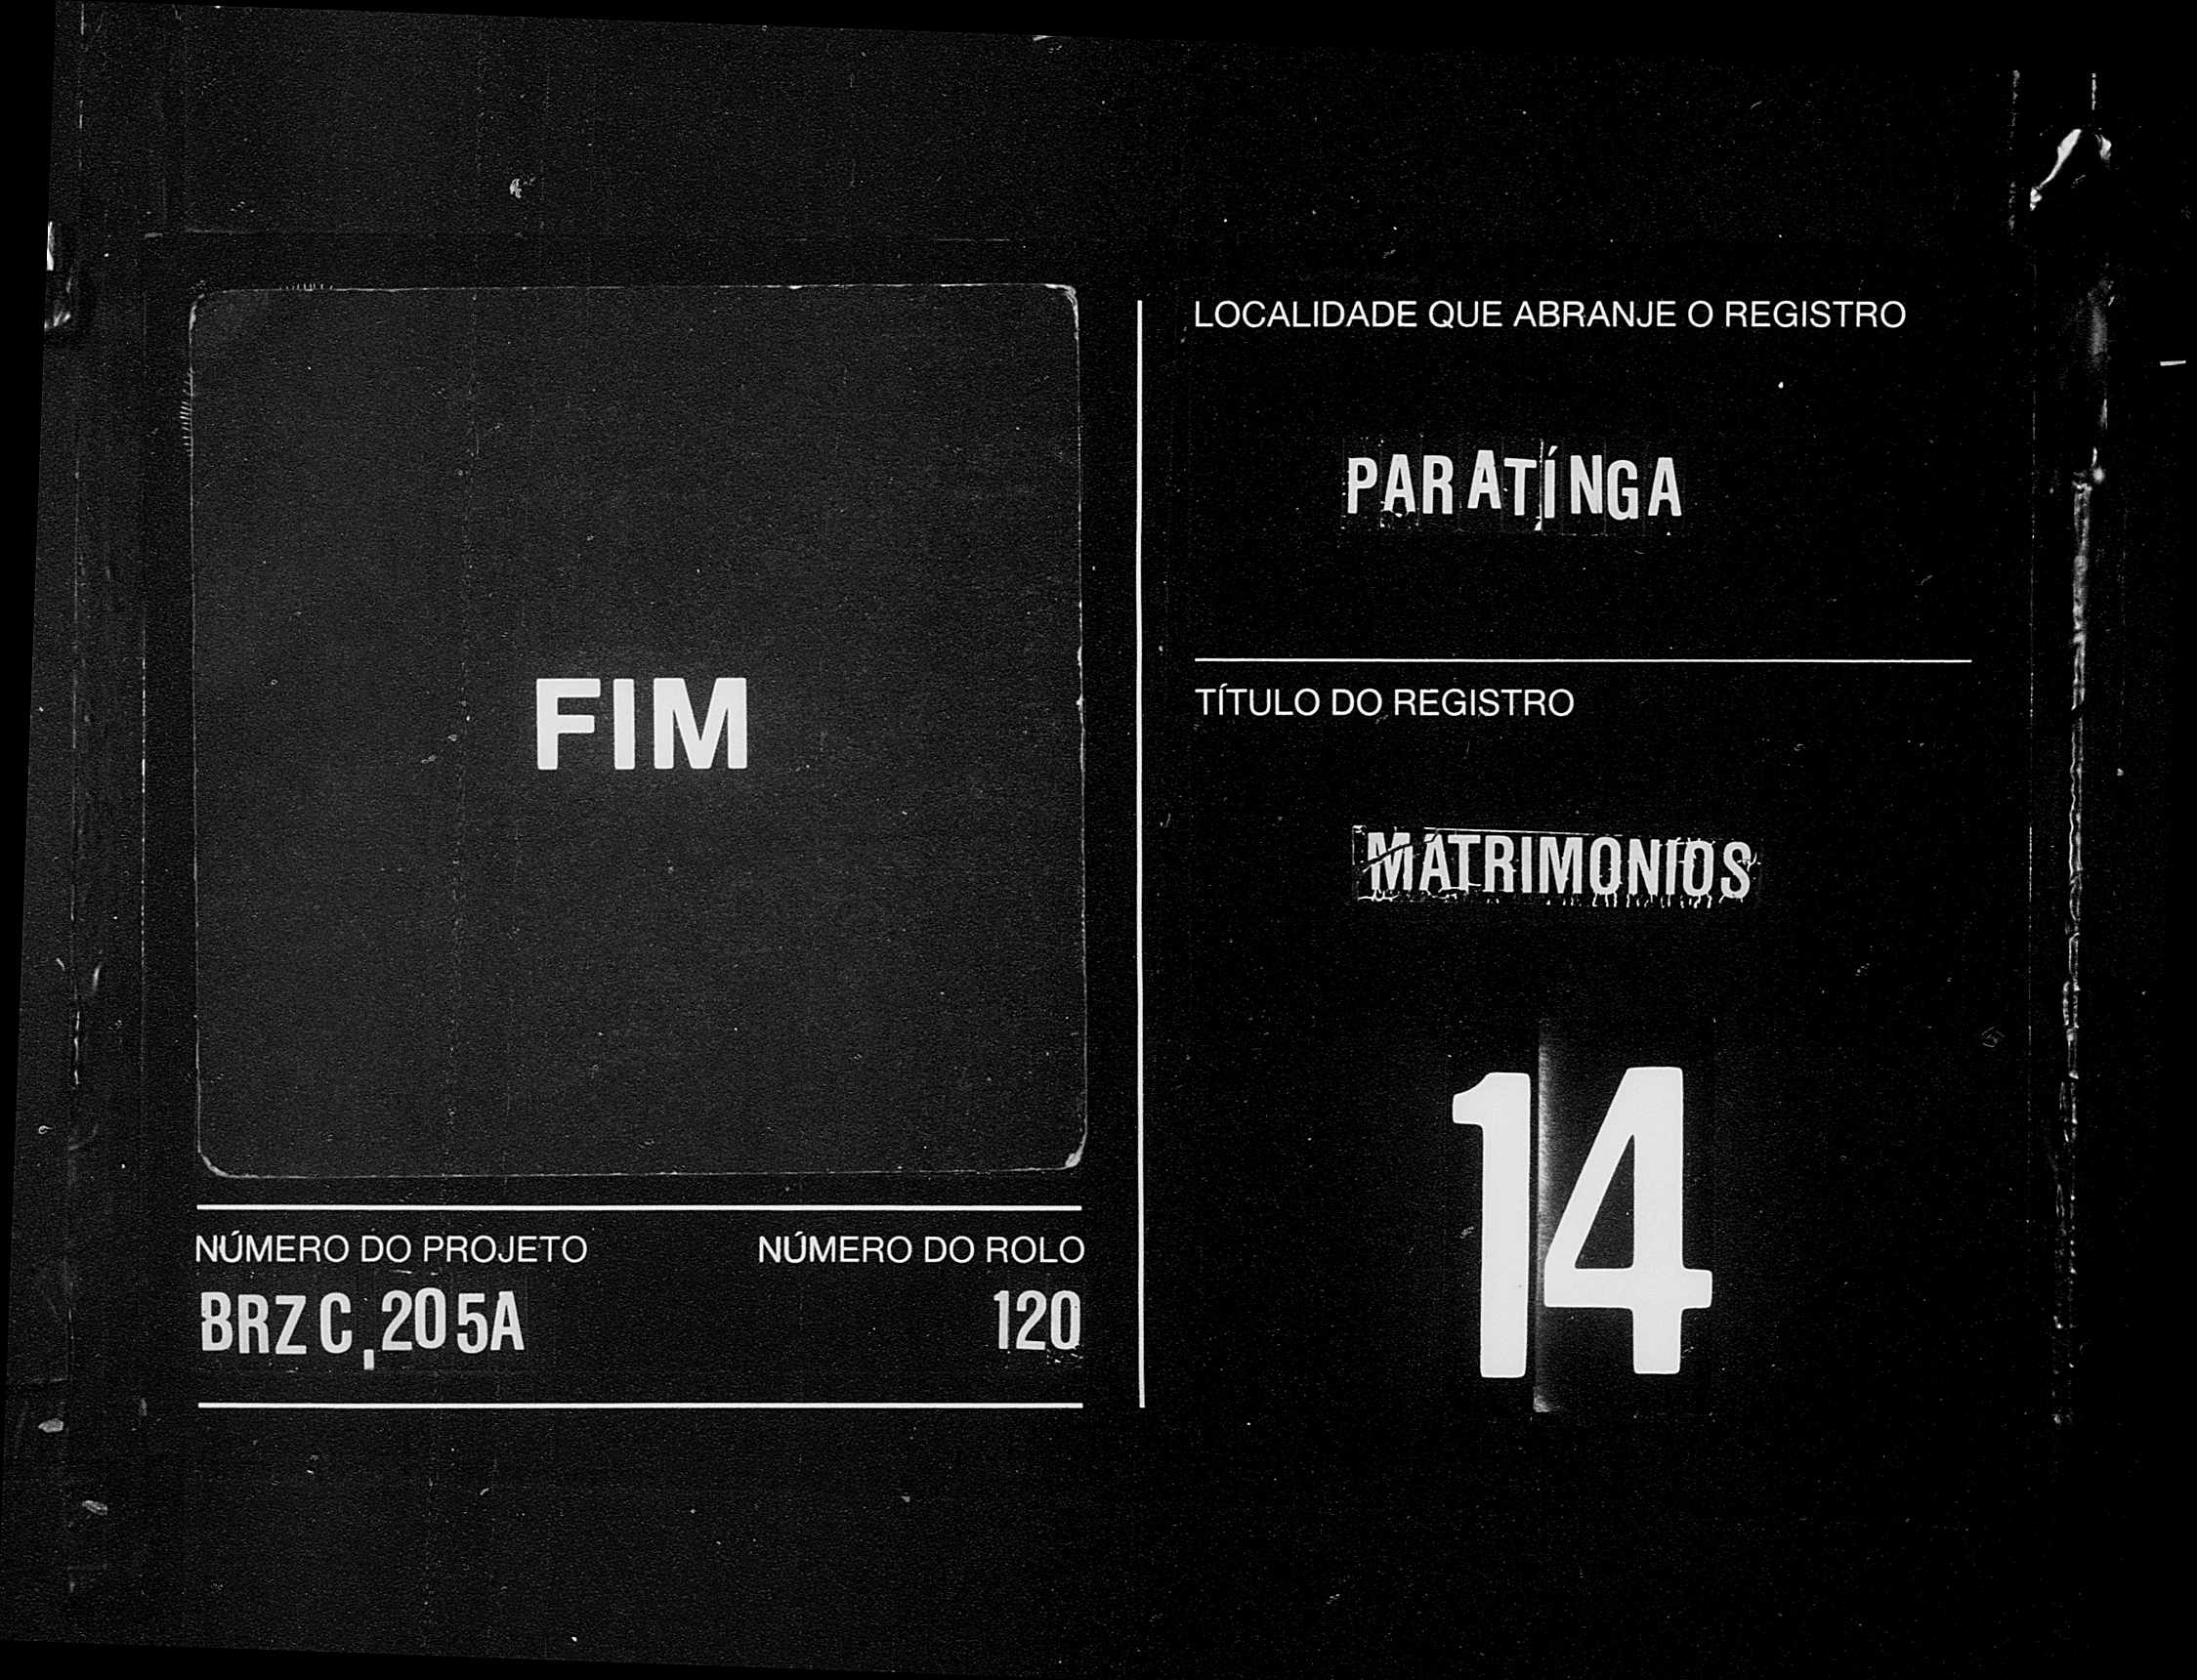 FIM
NÚMERO DO PROJETO
BRZ C,205A
NÚMERO DO ROLO
120
LOCALIDADE QUE ABRANJE O REGISTRO
PARATÍNGA
TÍTULO DO REGISTRO
MATRIMONIOS
14